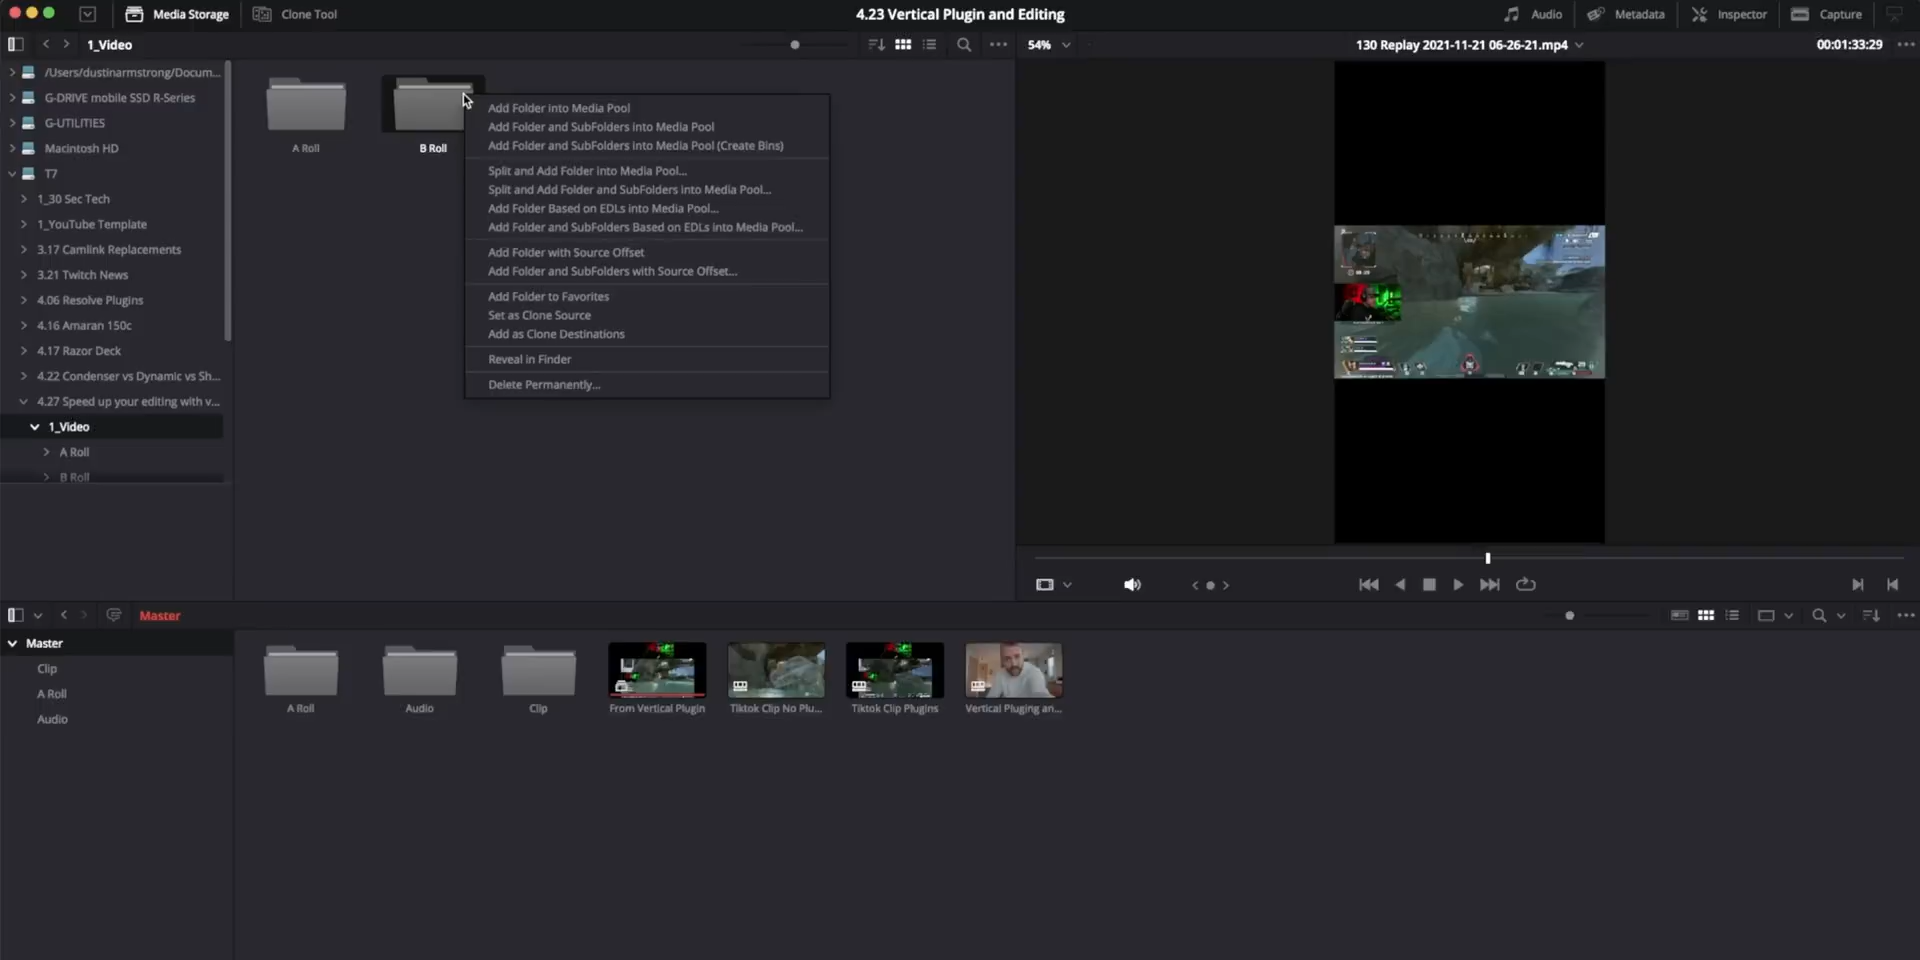 Media Storage
Clone Tool
4.23 Vertical Plugin and Editing
Audio
Metadata
Inspector
Capture
1_Video
54%
130 Replay 2021-11-21 06-26-21.mp4
00:01:33:29
/Users/dustinarmstrong/Docum...
G-DRIVE mobile SSD R-Series
G-UTILITIES
Macintosh HD
T7
1_30 Sec Tech
1_YouTube Template
3.17 Camlink Replacements
3.21 Twitch News
4.06 Resolve Plugins
4.16 Amaran 150c
4.17 Razor Deck
4.22 Condenser vs Dynamic vs Sh...
4.27 Speed up your editing with v...
1_Video
A Roll
B Roll
A Roll
B Roll
Add Folder into Media Pool
Add Folder and SubFolders into Media Pool
Add Folder and SubFolders into Media Pool (Create Bins)
Split and Add Folder into Media Pool...
Split and Add Folder and SubFolders into Media Pool...
Add Folder Based on EDLs into Media Pool...
Add Folder and SubFolders Based on EDLs into Media Pool...
Add Folder with Source Offset
Add Folder and SubFolders with Source Offset...
Add Folder to Favorites
Set as Clone Source
Add as Clone Destinations
Reveal in Finder
Delete Permanently...
Master
Master
Clip
A Roll
Audio
A Roll
Audio
Clip
From Vertical Plugin
Tiktok Clip No Plu...
Tiktok Clip Plugins
Vertical Pluging an...